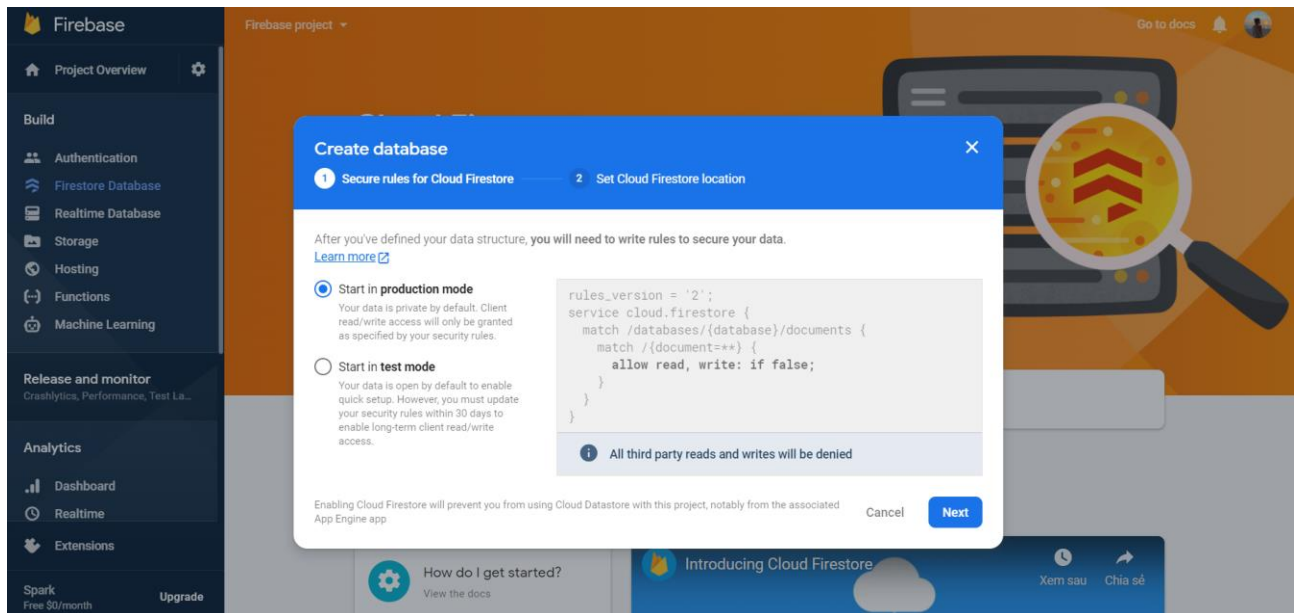 Firebase
Project Overview
Build
Authentication
Firestore Database
Realtime Database
Storage
Hosting
Functions
Machine Learning
Release and monitor
Crashlytics, Performance, Test La...
Analytics
Dashboard
Realtime
Extensions
Spark
Free $0/month
Upgrade
Firebase project
Go to docs
Create database
1 Secure rules for Cloud Firestore
2 Set Cloud Firestore location
After you've defined your data structure, you will need to write rules to secure your data.
Learn more
Start in production mode
Your data is private by default. Client
read/write access will only be granted
as specified by your security rules.
Start in test mode
Your data is open by default to enable
quick setup. However, you must update
your security rules within 30 days to
enable long-term client read/write
access.
rules_version = '2';
service cloud.firestore {
match /databases/{database}/documents {
match /{document=**} {
allow read, write: if false;
}
}
}
All third party reads and writes will be denied
Enabling Cloud Firestore will prevent you from using Cloud Datastore with this project, notably from the associated
App Engine app
Cancel
Next
How do I get started?
View the docs
Introducing Cloud Firestore
Xem sau
Chia sẻ